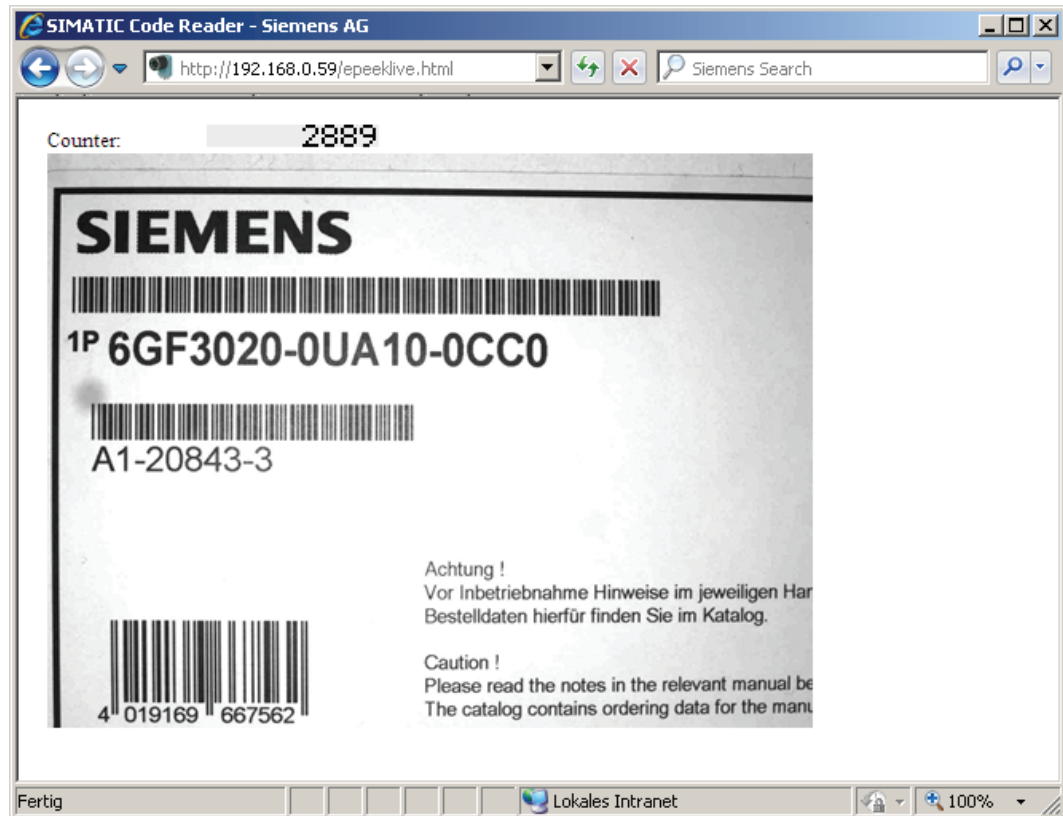 SIMATIC Code Reader - Siemens AG
http://192.168.0.59/epeeklive.html
Siemens Search
Counter: 2889
SIEMENS
1P 6GF3020-0UA10-0CC0
A1-20843-3
Achtung !
Vor Inbetriebnahme Hinweise im jeweiligen Har
Bestelldaten hierfür finden Sie im Katalog.
Caution !
Please read the notes in the relevant manual be
The catalog contains ordering data for the manu
4 019169 667562
Fertig
Lokales Intranet
100%